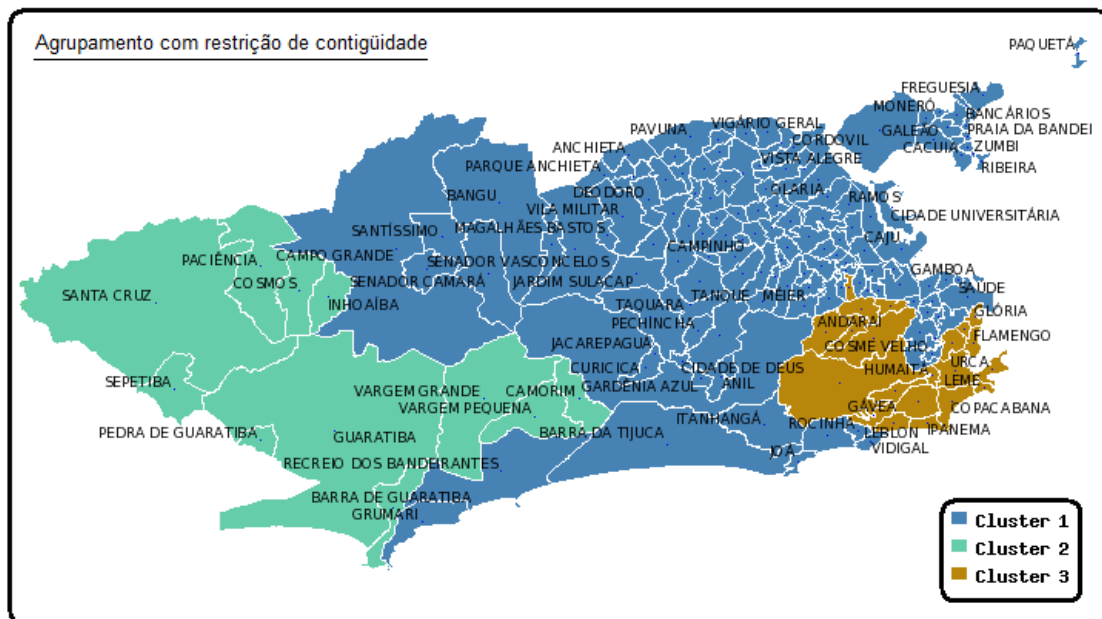 Agrupamento com restrição de contigüidade
PAQUETÁ
FREGUESIA
MONERÓ
BANCÁRIOS
PAVUNA
VIGÁRIO GERAL
GALEÃO
PRAIA DA BANDEI
CORDOVIL
ANCHIETA
CACUIA
ZUMBI
VISTA ALEGRE
PARQUE ANCHIETA
RIBEIRA
BANGU
DEODORO
OLARIA
RAMOS
VILA MILITAR
CIDADE UNIVERSITÁRIA
SANTÍSSIMO
MAGALHÃES BASTOS
CAJU
CAMPINHO
PACIÊNCIA
CAMPO GRANDE
SENADOR VASCONCELOS
GAMBOA
COSMOS
SENADOR CAMARÁ
JARDIM SULACAP
SANTA CRUZ
TANQUE
MÉIER
SAÚDE
INHOAÍBA
TAQUARA
GLÓRIA
PECHINCHA
ANDARAÍ
FLAMENGO
JACAREPAGUÁ
COSME VELHO
URCA
CURICICA
CIDADE DE DEUS
HUMAITÁ
SEPETIBA
GARDÊNIA AZUL
ANIL
LEME
VARGEM GRANDE
CAMORIM
VARGEM PEQUENA
GÁVEA
COPACABANA
ITANHANGÁ
ROCINHA
PEDRA DE GUARATIBA
GUARATIBA
BARRA DA TIJUCA
LEBLON
IPANEMA
VIDIGAL
JOÁ
RECREIO DOS BANDEIRANTES
BARRA DE GUARATIBA
GRUMARI
Cluster 1
Cluster 2
Cluster 3